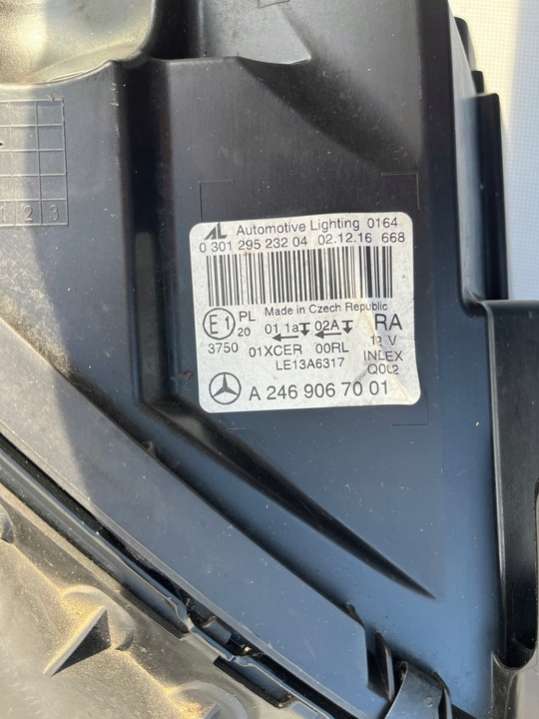 1 2 3
AL Automotive Lighting 0164
0 301 295 232 04 02.12.16 668
Made in Czech Republic
E1 PL 20 01 1a 02A RA
3750 01XCER 00RL 12 V
LE13A6317 INLEX
Q002
A 246 906 70 01